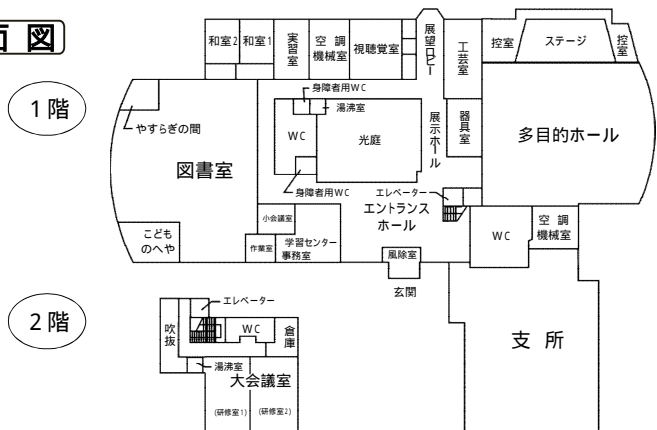 面 図
1階
和室2
和室1
実習室
空調
機械室
視聴覚室
展望ロビー
工芸室
控室
ステージ
控室
身障者用WC
湯沸室
やすらぎの間
WC
光庭
展示ホール
器具室
多目的ホール
図書室
身障者用WC
エレベーター
エントランス
ホール
小会議室
こども
のへや
作業室
学習センター
事務室
風除室
WC
空調
機械室
玄関
2階
エレベーター
吹抜
WC
倉庫
支所
湯沸室
大会議室
(研修室1)
(研修室2)